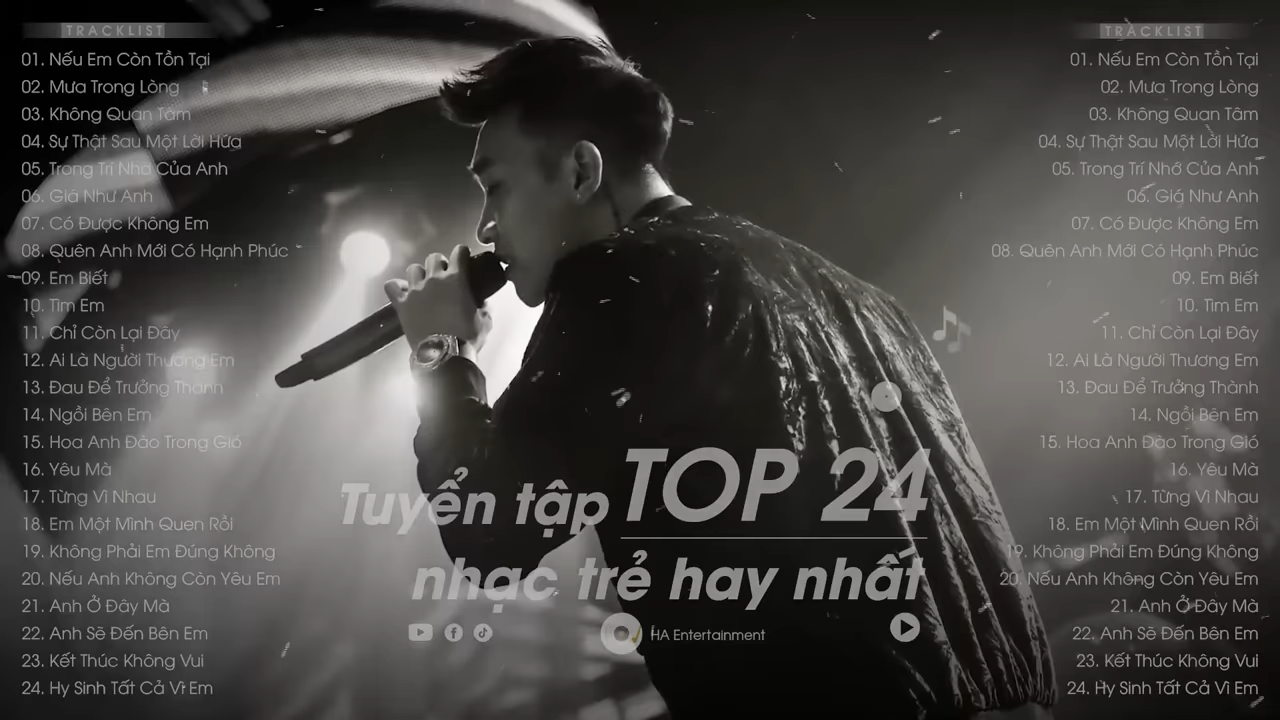 TRACKLIST
01. Nếu Em Còn Tồn Tại
02. Mưa Trong Lòng
03. Không Quan Tâm
04. Sự Thật Sau Một Lời Hứa
05. Trong Trí Nhớ Của Anh
06. Giá Như Anh
07. Có Được Không Em
08. Quên Anh Mới Có Hạnh Phúc
09. Em Biết
10. Tìm Em
11. Chỉ Còn Lại Đây
12. Ai Là Người Thương Em
13. Đau Để Trưởng Thành
14. Ngồi Bên Em
15. Hoa Anh Đào Trong Gió
16. Yêu Mà
17. Từng Vì Nhau
18. Em Một Mình Quen Rồi
19. Không Phải Em Đúng Không
20. Nếu Anh Không Còn Yêu Em
21. Anh Ở Đây Mà
22. Anh Sẽ Đến Bên Em
23. Kết Thúc Không Vui
24. Hy Sinh Tất Cả Vì Em
Tuyển tập TOP 24
nhạc trẻ hay nhất
HA Entertainment
TRACKLIST
01. Nếu Em Còn Tồn Tại
02. Mưa Trong Lòng
03. Không Quan Tâm
04. Sự Thật Sau Một Lời Hứa
05. Trong Trí Nhớ Của Anh
06. Giá Như Anh
07. Có Được Không Em
08. Quên Anh Mới Có Hạnh Phúc
09. Em Biết
10. Tìm Em
11. Chỉ Còn Lại Đây
12. Ai Là Người Thương Em
13. Đau Để Trưởng Thành
14. Ngồi Bên Em
15. Hoa Anh Đào Trong Gió
16. Yêu Mà
17. Từng Vì Nhau
18. Em Một Mình Quen Rồi
19. Không Phải Em Đúng Không
20. Nếu Anh Không Còn Yêu Em
21. Anh Ở Đây Mà
22. Anh Sẽ Đến Bên Em
23. Kết Thúc Không Vui
24. Hy Sinh Tất Cả Vì Em